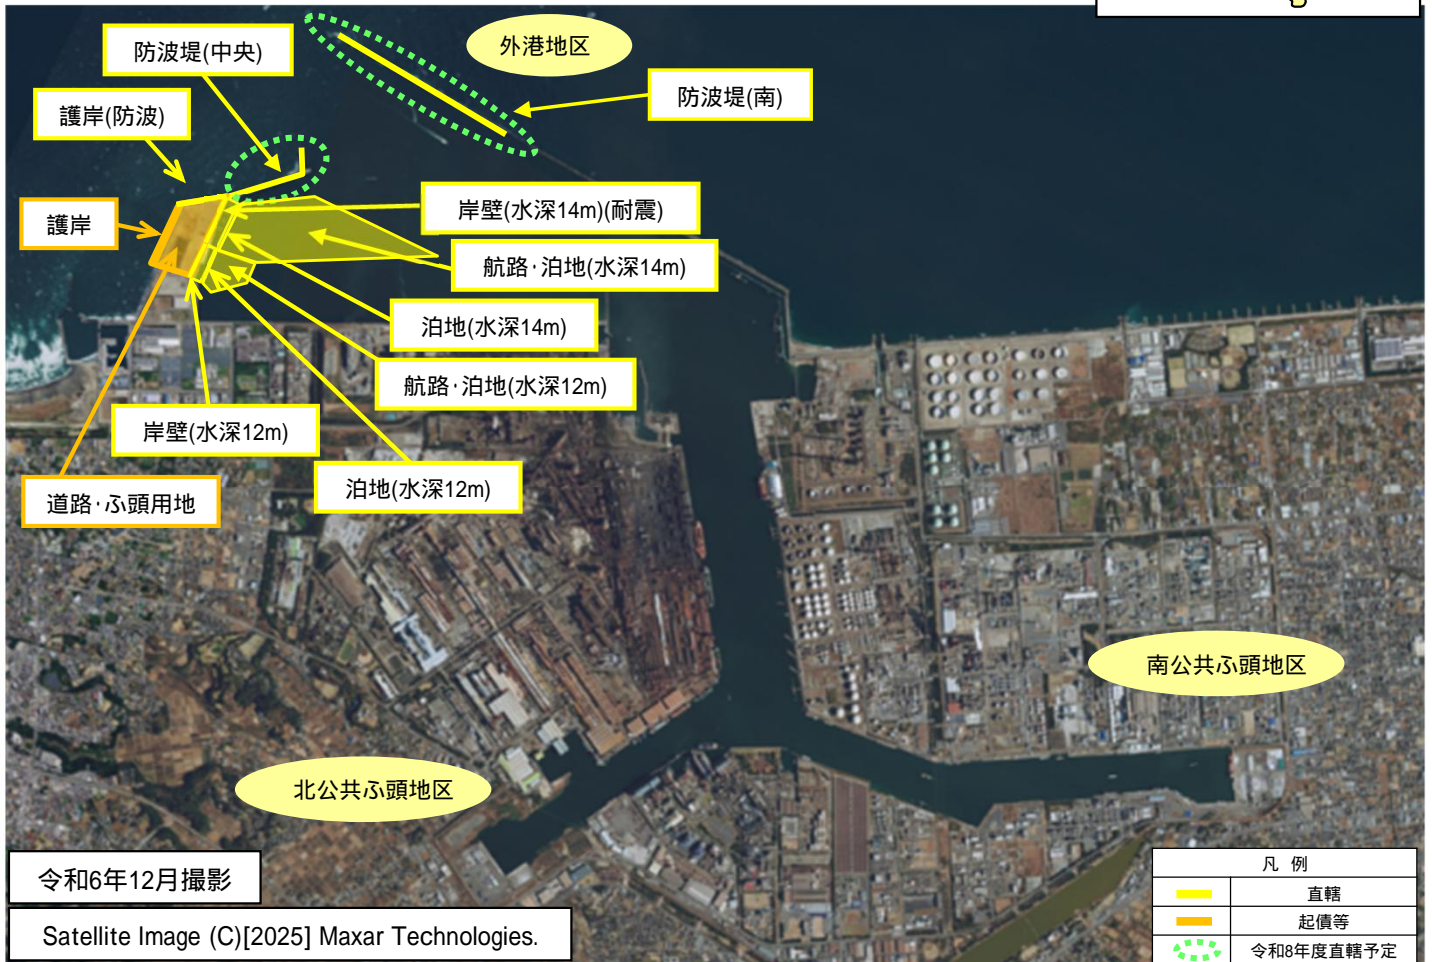 外港地区
防波堤(中央)
防波堤(南)
護岸(防波)
護岸
岸壁(水深14m)(耐震)
航路・泊地(水深14m)
泊地(水深14m)
航路・泊地(水深12m)
岸壁(水深12m)
泊地(水深12m)
道路・ふ頭用地
南公共ふ頭地区
北公共ふ頭地区
令和6年12月撮影
Satellite Image (C)[2025] Maxar Technologies.
凡 例
直轄
起債等
令和8年度直轄予定